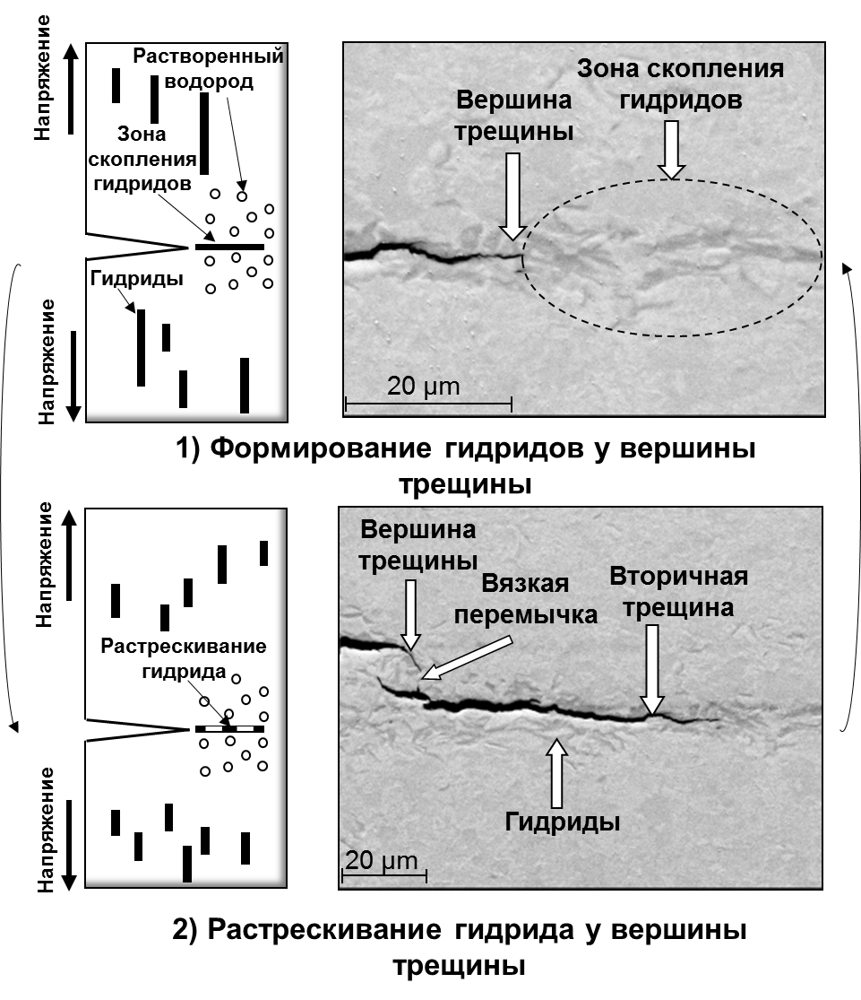 Напряжение
Растворенный
водород
Зона
скопления
гидридов
Гидриды
Напряжение
Вершина
трещины
Зона скопления
гидридов
20 µm
1) Формирование гидридов у вершины
трещины
Напряжение
Растрескивание
гидрида
Напряжение
Вершина
трещины
Вязкая
перемычка
Вторичная
трещина
Гидриды
20 µm
2) Растрескивание гидрида у вершины
трещины